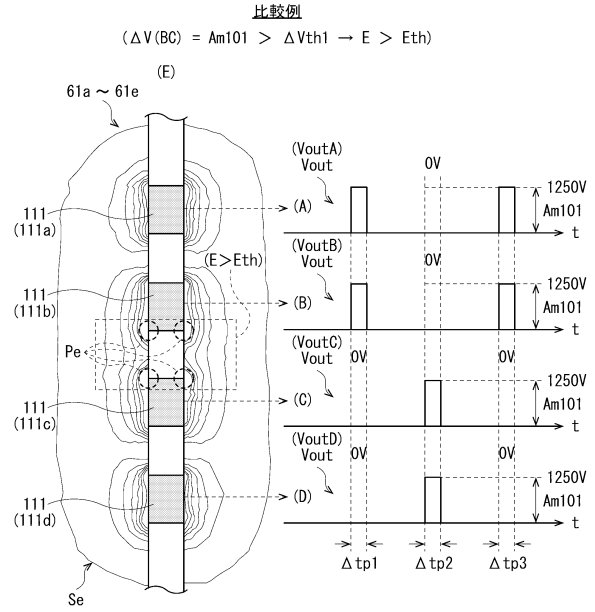 比較例
(ΔV(BC) = Am101 > ΔVth1 → E > Eth)
(E)
61a ～ 61e
(VoutA)
Vout
0V
1250V
Am101
111
(111a)
(A)
t
(E>Eth)
(VoutB)
Vout
0V
1250V
Am101
111
(111b)
(B)
t
Pe
(VoutC)
Vout
0V
0V
1250V
Am101
111
(111c)
(C)
t
(VoutD)
Vout
0V
0V
1250V
Am101
111
(111d)
(D)
t
Δtp1
Δtp2
Δtp3
Se